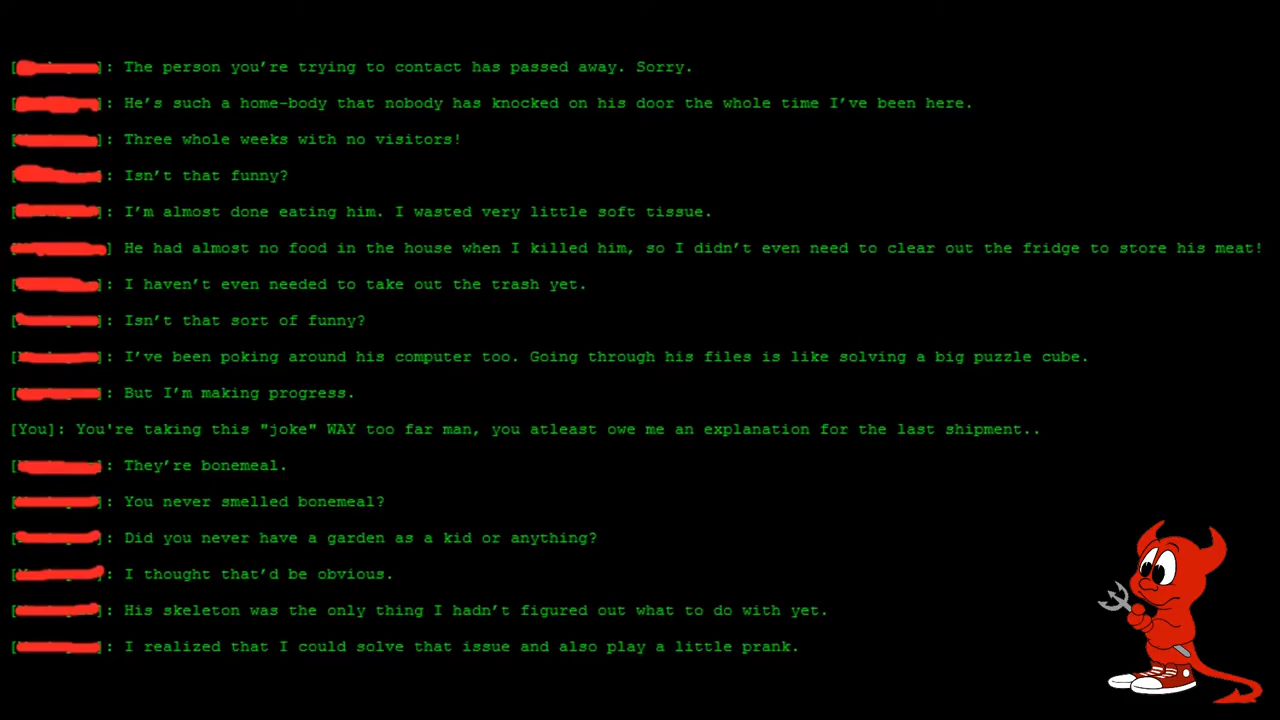 []: The person you're trying to contact has passed away. Sorry.
[]: He's such a home-body that nobody has knocked on his door the whole time I've been here.
[]: Three whole weeks with no visitors!
[]: Isn't that funny?
[]: I'm almost done eating him. I wasted very little soft tissue.
[] He had almost no food in the house when I killed him, so I didn't even need to clear out the fridge to store his meat!
[]: I haven't even needed to take out the trash yet.
[]: Isn't that sort of funny?
[]: I've been poking around his computer too. Going through his files is like solving a big puzzle cube.
[]: But I'm making progress.
[You]: You're taking this "joke" WAY too far man, you atleast owe me an explanation for the last shipment..
[]: They're bonemeal.
[]: You never smelled bonemeal?
[]: Did you never have a garden as a kid or anything?
[]: I thought that'd be obvious.
[]: His skeleton was the only thing I hadn't figured out what to do with yet.
[]: I realized that I could solve that issue and also play a little prank.